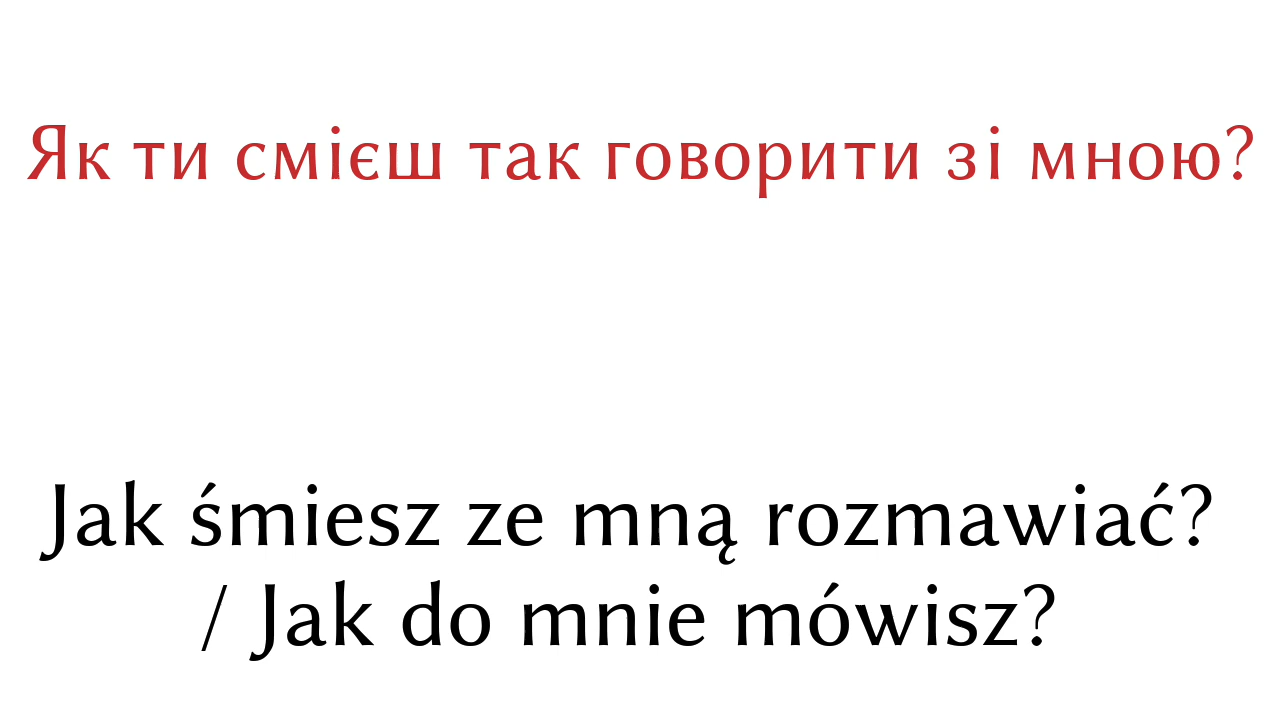 Як ти смієш так говорити зі мною?
Jak śmiesz ze mną rozmawiać?
/ Jak do mnie mówisz?